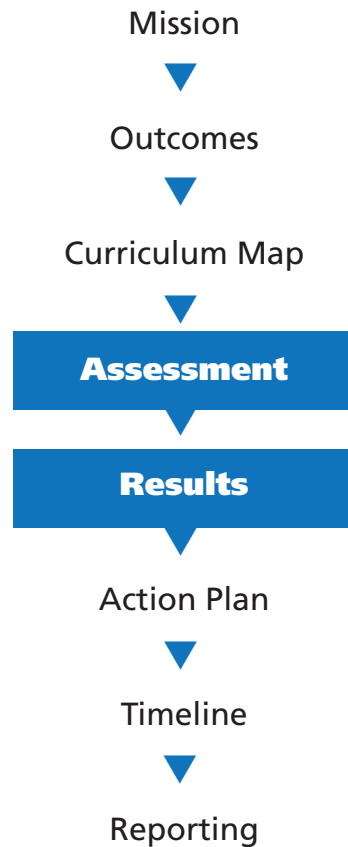 Mission
Outcomes
Curriculum Map
Assessment
Results
Action Plan
Timeline
Reporting